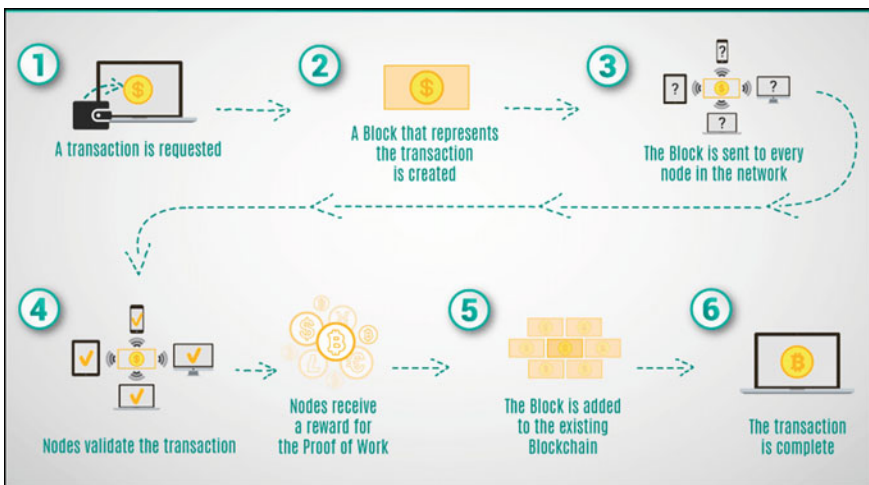 1
A transaction is requested
2
A Block that represents
the transaction
is created
3
? ? ? ?
$
The Block is sent to every
node in the network
4
Nodes validate the transaction
Nodes receive
a reward for
the Proof of Work
5
The Block is added
to the existing
Blockchain
6
The transaction
is complete